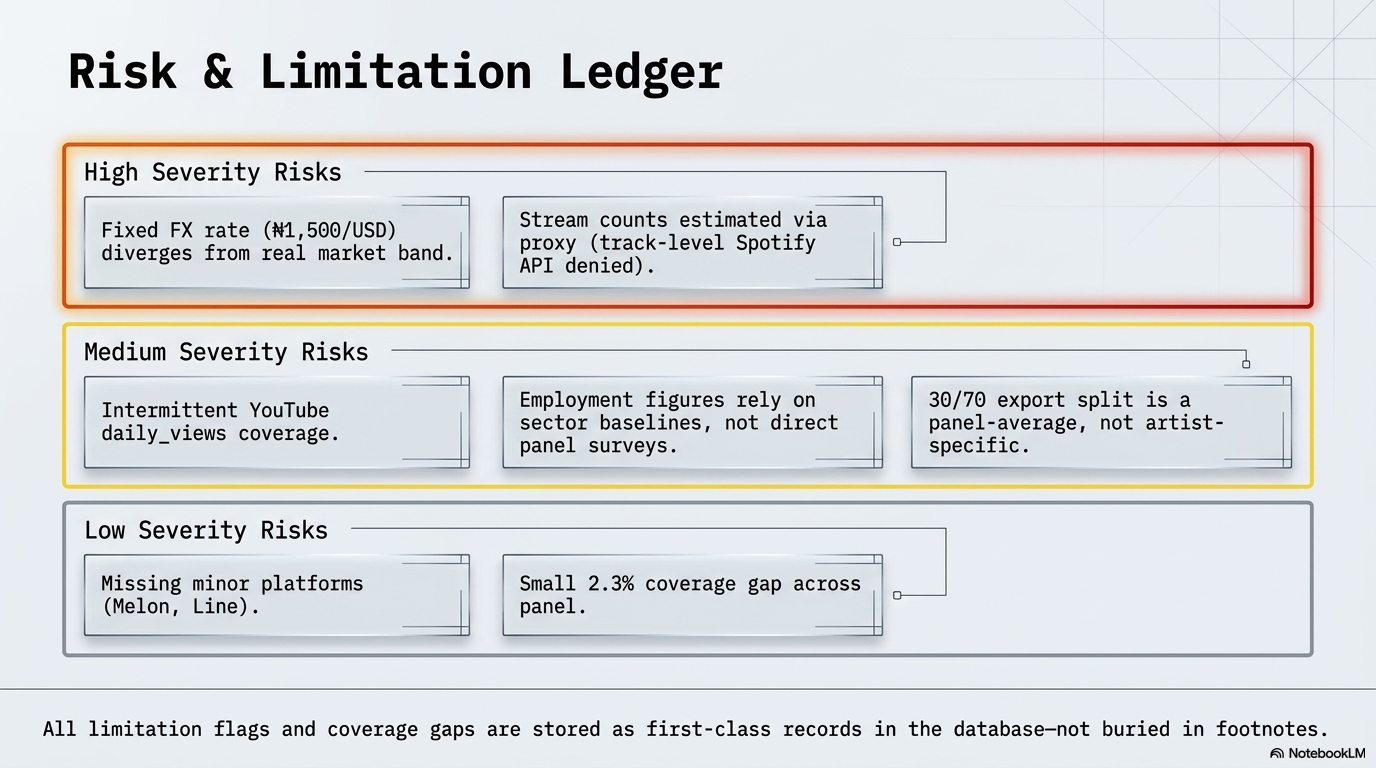 Risk & Limitation Ledger
High Severity Risks
Fixed FX rate (₦1,500/USD)
diverges from real market band.
Stream counts estimated via
proxy (track-level Spotify
API denied).
Medium Severity Risks
Intermittent YouTube
daily_views coverage.
Employment figures rely on
sector baselines, not direct
panel surveys.
30/70 export split is a
panel-average, not artist-
specific.
Low Severity Risks
Missing minor platforms
(Melon, Line).
Small 2.3% coverage gap across
panel.
All limitation flags and coverage gaps are stored as first-class records in the database—not buried in footnotes.
NotebookLM